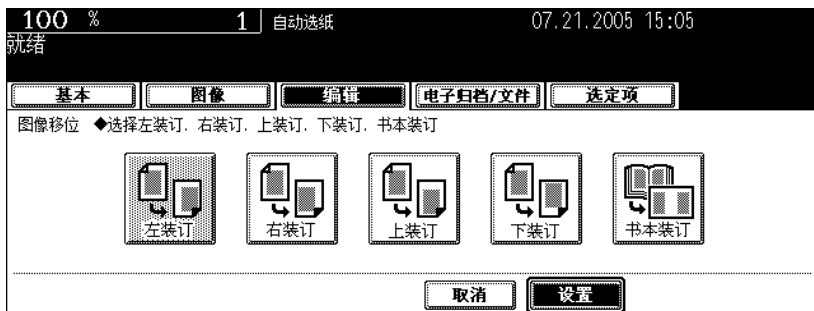 100 % 1 自动选纸 07.21.2005 15:05
就绪
基本 图像 编辑 电子归档/文件 选定项
图像移位 ◆选择左装订. 右装订. 上装订. 下装订. 书本装订
左装订 右装订 上装订 下装订 书本装订
取消 设置